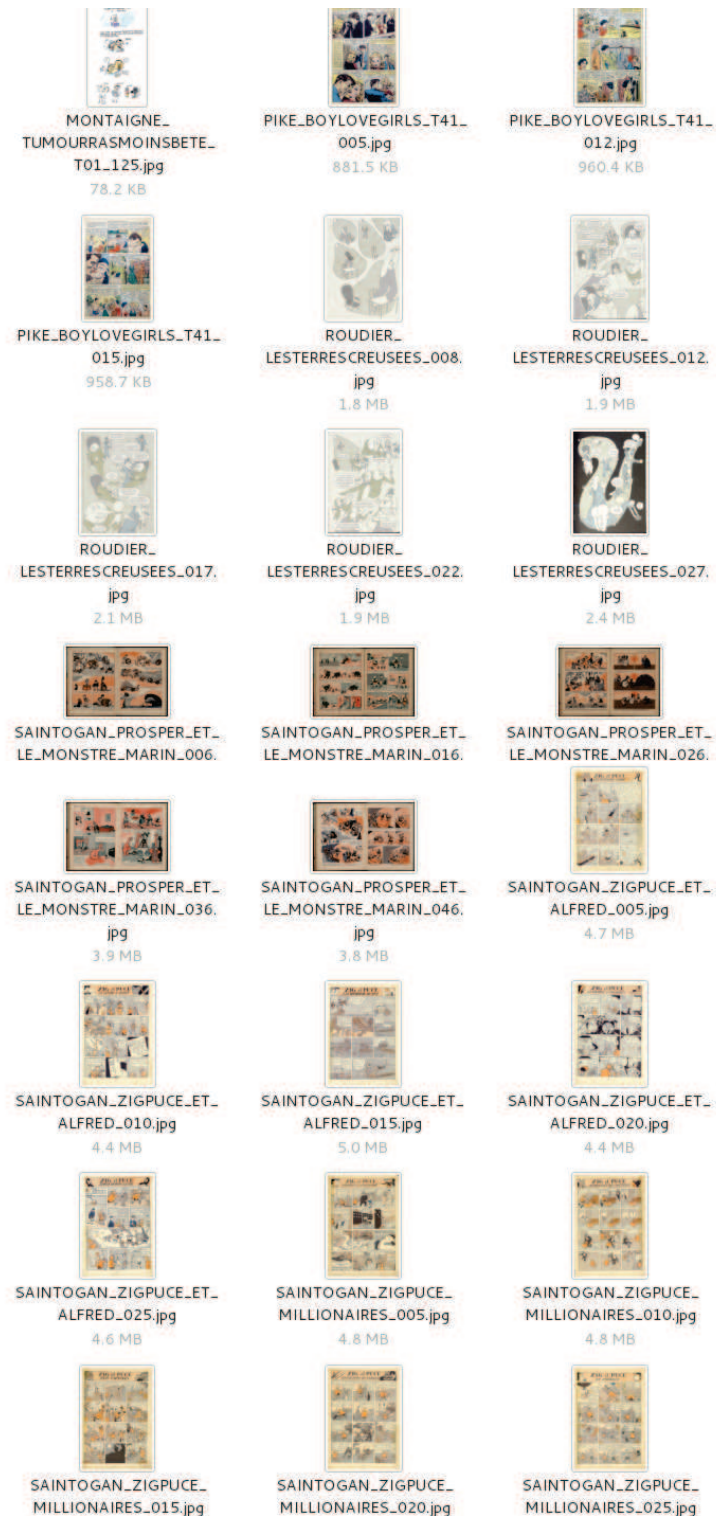 MONTAIGNE_
TUMOURRASMOINSBETE_
T01_125.jpg
78.2 KB
PIKE_BOYLOVEGIRLS_T41_
005.jpg
881.5 KB
PIKE_BOYLOVEGIRLS_T41_
012.jpg
960.4 KB
PIKE_BOYLOVEGIRLS_T41_
015.jpg
958.7 KB
ROUDIER_
LESTERRESCREUSEES_008.
jpg
1.8 MB
ROUDIER_
LESTERRESCREUSEES_012.
jpg
1.9 MB
ROUDIER_
LESTERRESCREUSEES_017.
jpg
2.1 MB
ROUDIER_
LESTERRESCREUSEES_022.
jpg
1.9 MB
ROUDIER_
LESTERRESCREUSEES_027.
jpg
2.4 MB
SAINTOGAN_PROSPER_ET_
LE_MONSTRE_MARIN_006.
SAINTOGAN_PROSPER_ET_
LE_MONSTRE_MARIN_016.
SAINTOGAN_PROSPER_ET_
LE_MONSTRE_MARIN_026.
SAINTOGAN_PROSPER_ET_
LE_MONSTRE_MARIN_036.
jpg
3.9 MB
SAINTOGAN_PROSPER_ET_
LE_MONSTRE_MARIN_046.
jpg
3.8 MB
SAINTOGAN_ZIGPUCE_ET_
ALFRED_005.jpg
4.7 MB
SAINTOGAN_ZIGPUCE_ET_
ALFRED_010.jpg
4.4 MB
SAINTOGAN_ZIGPUCE_ET_
ALFRED_015.jpg
5.0 MB
SAINTOGAN_ZIGPUCE_ET_
ALFRED_020.jpg
4.4 MB
SAINTOGAN_ZIGPUCE_ET_
ALFRED_025.jpg
4.6 MB
SAINTOGAN_ZIGPUCE_
MILLIONAIRES_005.jpg
4.8 MB
SAINTOGAN_ZIGPUCE_
MILLIONAIRES_010.jpg
4.8 MB
SAINTOGAN_ZIGPUCE_
MILLIONAIRES_015.jpg
SAINTOGAN_ZIGPUCE_
MILLIONAIRES_020.jpg
SAINTOGAN_ZIGPUCE_
MILLIONAIRES_025.jpg